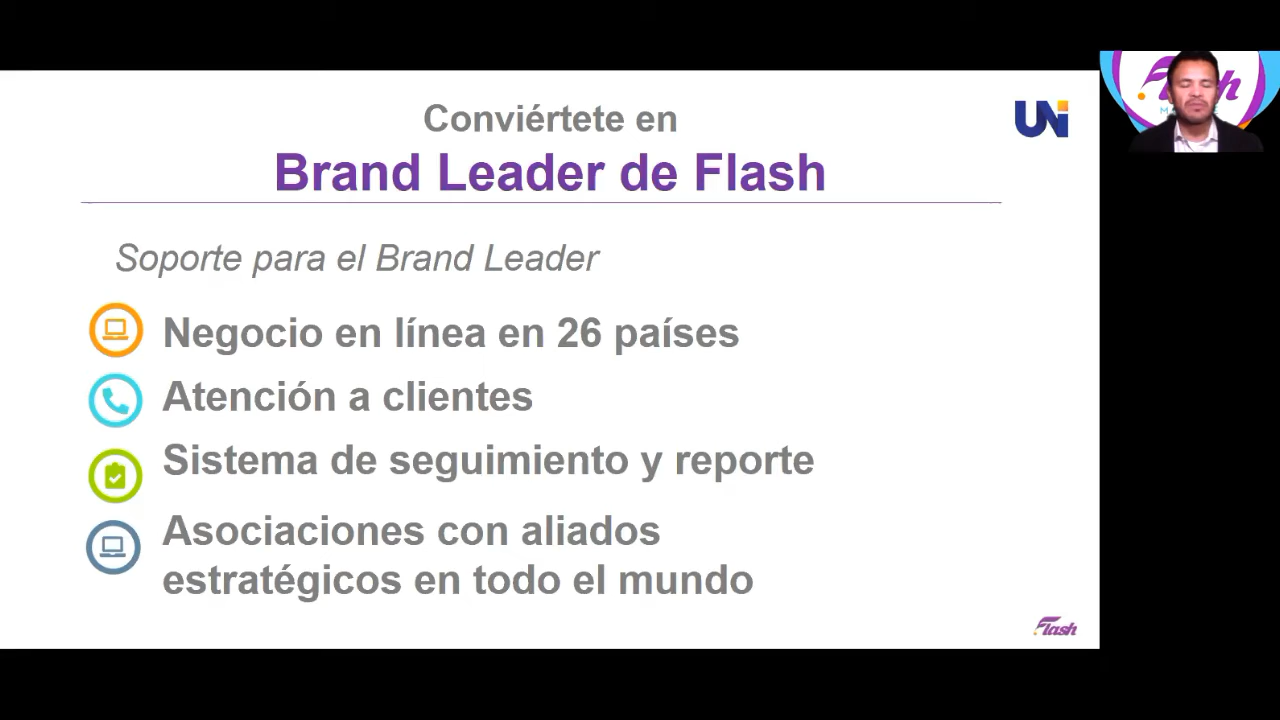 Conviértete en
Brand Leader de Flash
UNi
Soporte para el Brand Leader
Negocio en línea en 26 países
Atención a clientes
Sistema de seguimiento y reporte
Asociaciones con aliados
estratégicos en todo el mundo
Flash